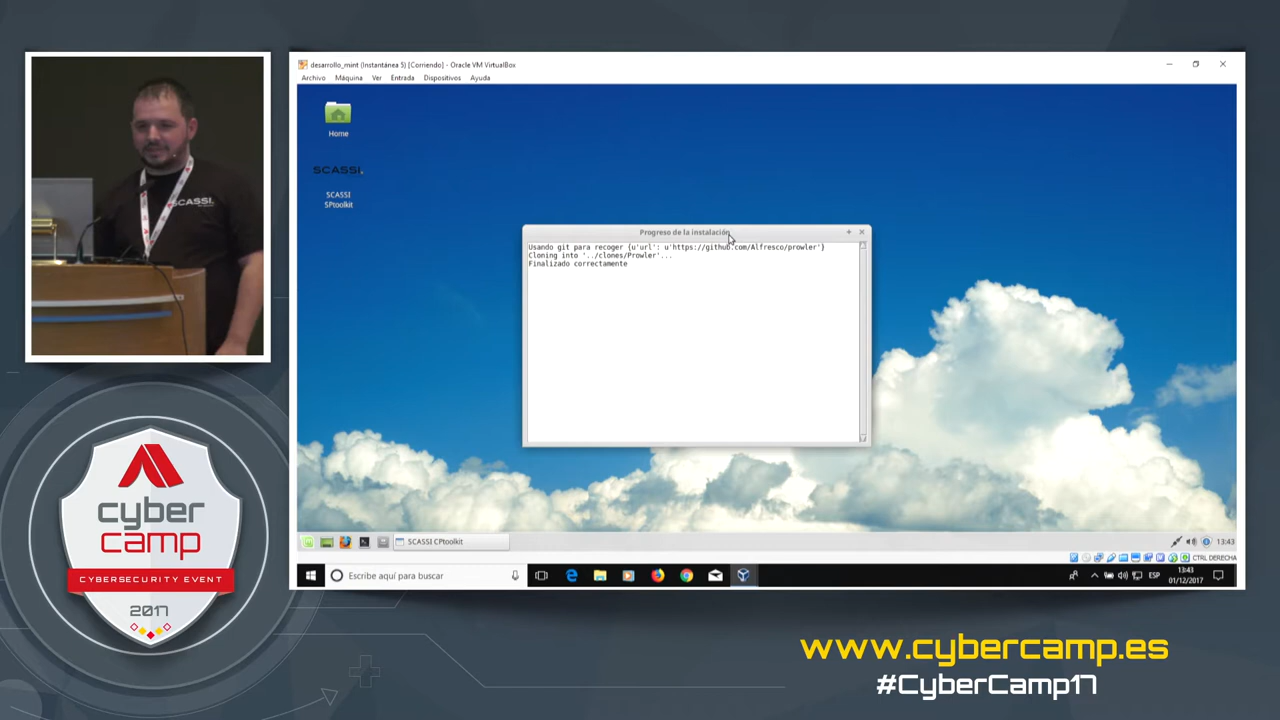 desarrollo_mint (Instantánea 5) [Corriendo] - Oracle VM VirtualBox
Archivo Máquina Ver Entrada Dispositivos Ayuda
Home
SCASSI
SCASSI
SPtoolkit
Progreso de la instalación
Usando git para recoger {u'url': u'https://github.com/Alfresco/prowler'}
Cloning into '../clones/Prowler'...
Finalizado correctamente
SCASSI CPtoolkit
13:43
CTRL DERECHA
Escribe aquí para buscar
ESP
13:43
01/12/2017
SCASSI
cyber
camp
CYBERSECURITY EVENT
2017
www.cybercamp.es
#CyberCamp17